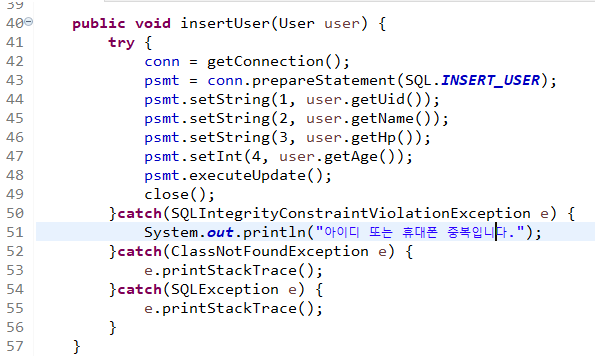 39
40 public void insertUser(User user) {
41 try {
42 conn = getConnection();
43 psmt = conn.prepareStatement(SQL.INSERT_USER);
44 psmt.setString(1, user.getUid());
45 psmt.setString(2, user.getName());
46 psmt.setString(3, user.getHp());
47 psmt.setInt(4, user.getAge());
48 psmt.executeUpdate();
49 close();
50 }catch(SQLIntegrityConstraintViolationException e) {
51 System.out.println("아이디 또는 휴대폰 중복입니다.");
52 }catch(ClassNotFoundException e) {
53 e.printStackTrace();
54 }catch(SQLException e) {
55 e.printStackTrace();
56 }
57 }